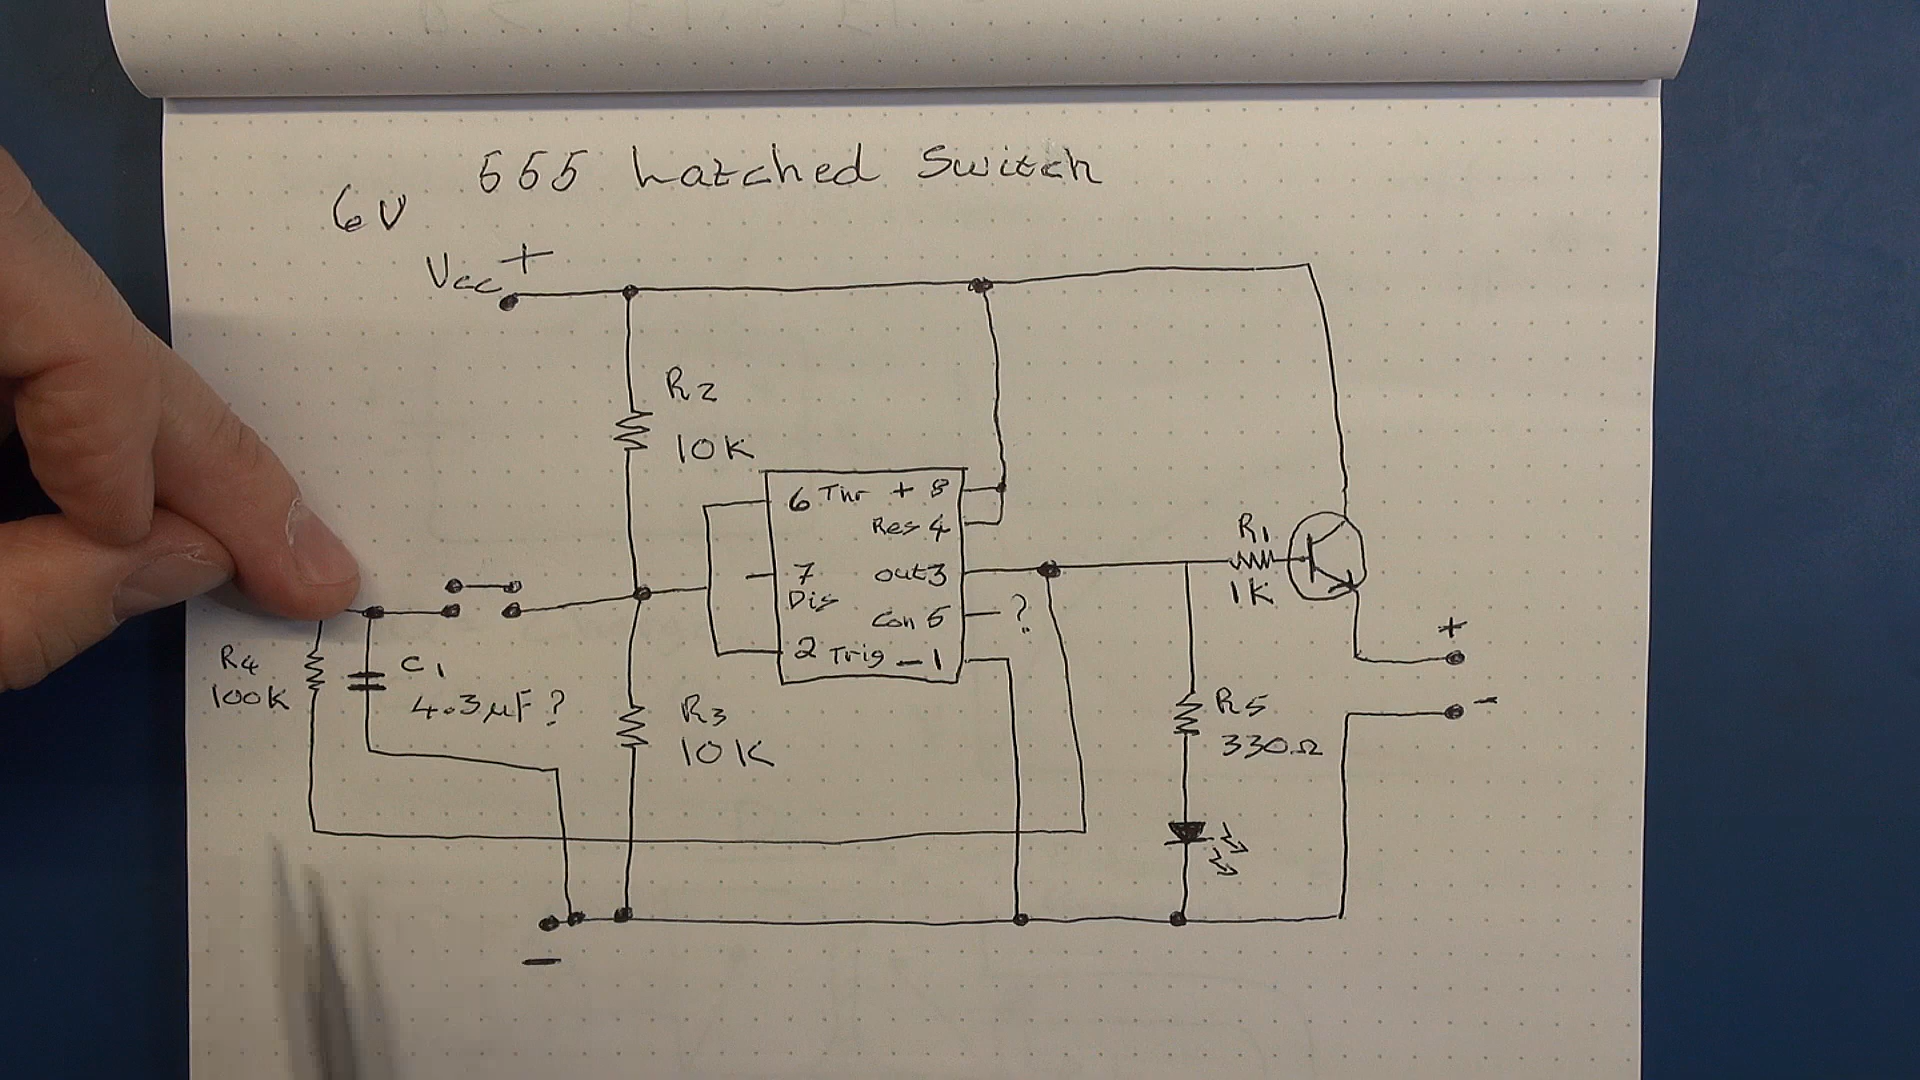 555 Latched Switch
6V
Vcc +
R2
10K
6 Thr + 8
Res 4
7 out 3
Dis
Con 5 ?
2 Trig - 1
R1
1K
+
-
R4
100K
C1
4.3µF?
R3
10K
R5
330Ω
-